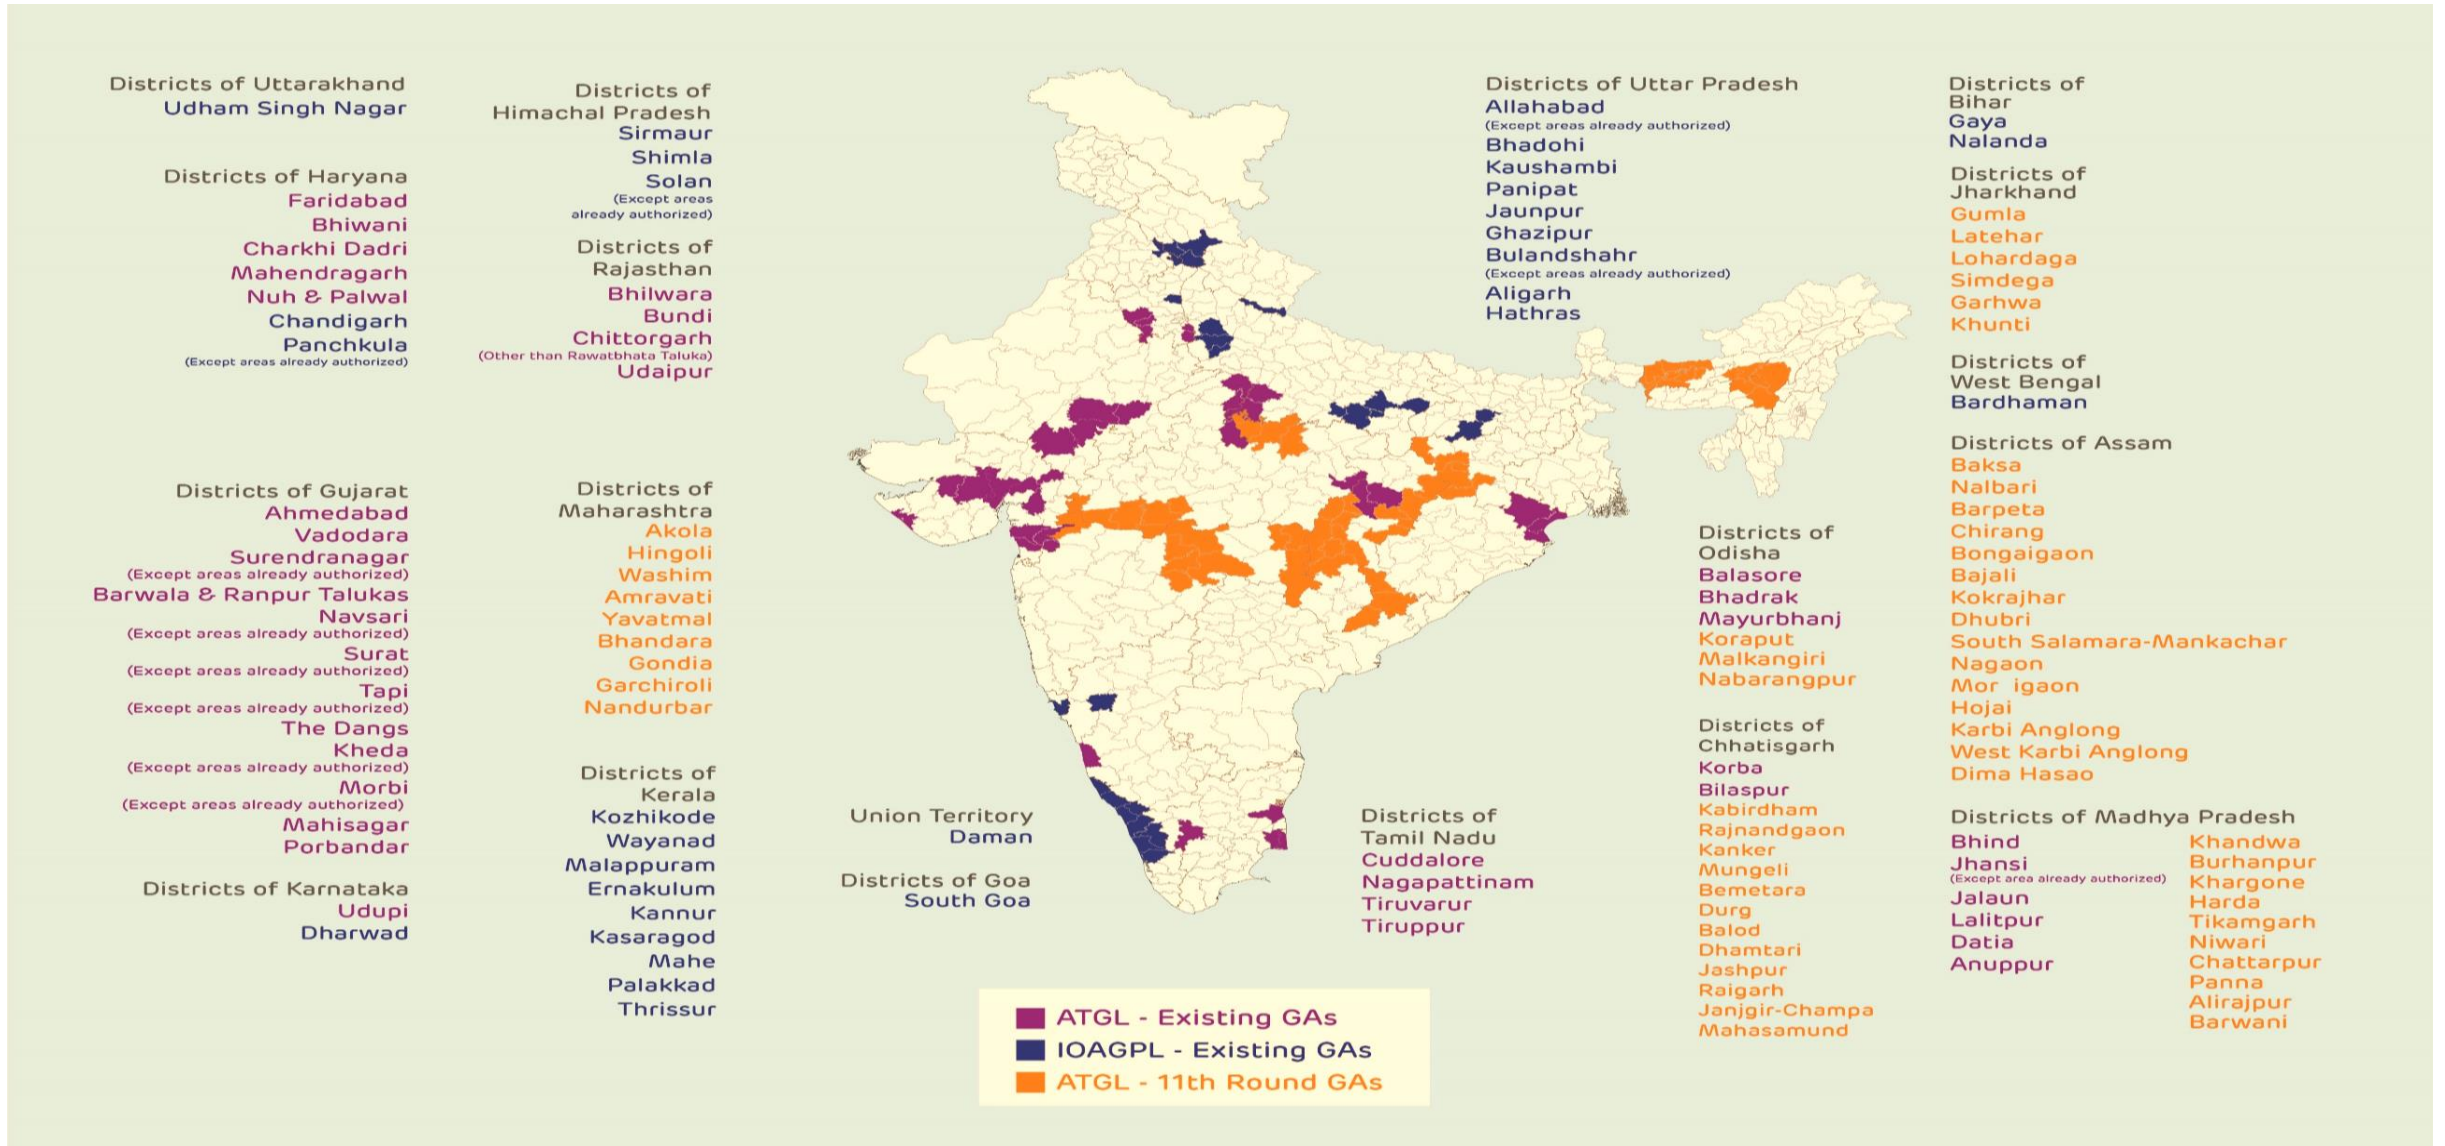 Districts of Uttarakhand
Udham Singh Nagar
Districts of Haryana
Faridabad
Bhiwani
Charkhi Dadri
Mahendragarh
Nuh & Palwal
Chandigarh
Panchkula
(Except areas already authorized)
Districts of
Himachal Pradesh
Sirmaur
Shimla
Solan
(Except areas
already authorized)
Districts of
Rajasthan
Bhilwara
Bundi
Chittorgarh
(Other than Rawatbhata Taluka)
Udaipur
Districts of Gujarat
Ahmedabad
Vadodara
Surendranagar
(Except areas already authorized)
Barwala & Ranpur Talukas
Navsari
(Except areas already authorized)
Surat
(Except areas already authorized)
Tapi
(Except areas already authorized)
The Dangs
Kheda
(Except areas already authorized)
Morbi
(Except areas already authorized)
Mahisagar
Porbandar
Districts of Karnataka
Udupi
Dharwad
Districts of
Maharashtra
Akola
Hingoli
Washim
Amravati
Yavatmal
Bhandara
Gondia
Garchiroli
Nandurbar
Districts of
Kerala
Kozhikode
Wayanad
Malappuram
Ernakulum
Kannur
Kasaragod
Mahe
Palakkad
Thrissur
Union Territory
Daman
Districts of Goa
South Goa
Districts of
Tamil Nadu
Cuddalore
Nagapattinam
Tiruvarur
Tiruppur
ATGL - Existing GAs
IOAGPL - Existing GAs
ATGL - 11th Round GAs
Districts of Uttar Pradesh
Allahabad
(Except areas already authorized)
Bhadohi
Kaushambi
Panipat
Jaunpur
Ghazipur
Bulandshahr
(Except areas already authorized)
Aligarh
Hathras
Districts of
Odisha
Balasore
Bhadrak
Mayurbhanj
Koraput
Malkangiri
Nabarangpur
Districts of
Chhatisgarh
Korba
Bilaspur
Kabirdham
Rajnandgaon
Kanker
Mungeli
Bemetara
Durg
Balod
Dhamtari
Jashpur
Raigarh
Janjgir-Champa
Mahasamund
Districts of
Bihar
Gaya
Nalanda
Districts of
Jharkhand
Gumla
Latehar
Lohardaga
Simdega
Garhwa
Khunti
Districts of
West Bengal
Bardhaman
Districts of Assam
Baksa
Nalbari
Barpeta
Chirang
Bongaigaon
Bajali
Kokrajhar
Dhubri
South Salamara-Mankachar
Nagaon
Mor igaon
Hojai
Karbi Anglong
West Karbi Anglong
Dima Hasao
Districts of Madhya Pradesh
Bhind
Jhansi
(Except area already authorized)
Jalaun
Lalitpur
Datia
Anuppur
Khandwa
Burhanpur
Khargone
Harda
Tikamgarh
Niwari
Chattarpur
Panna
Alirajpur
Barwani